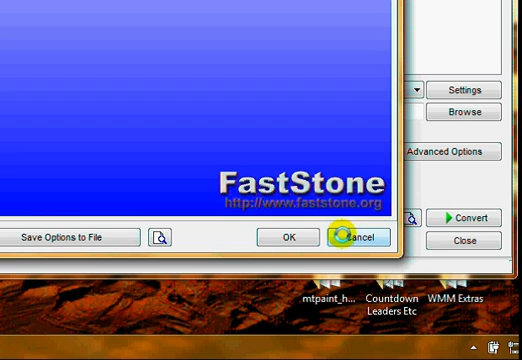 Settings
Browse
Advanced Options
FastStone
http://www.faststone.org
Convert
Save Options to File
OK
Cancel
Close
mtpaint_h...
Countdown
Leaders Etc
WMM Extras